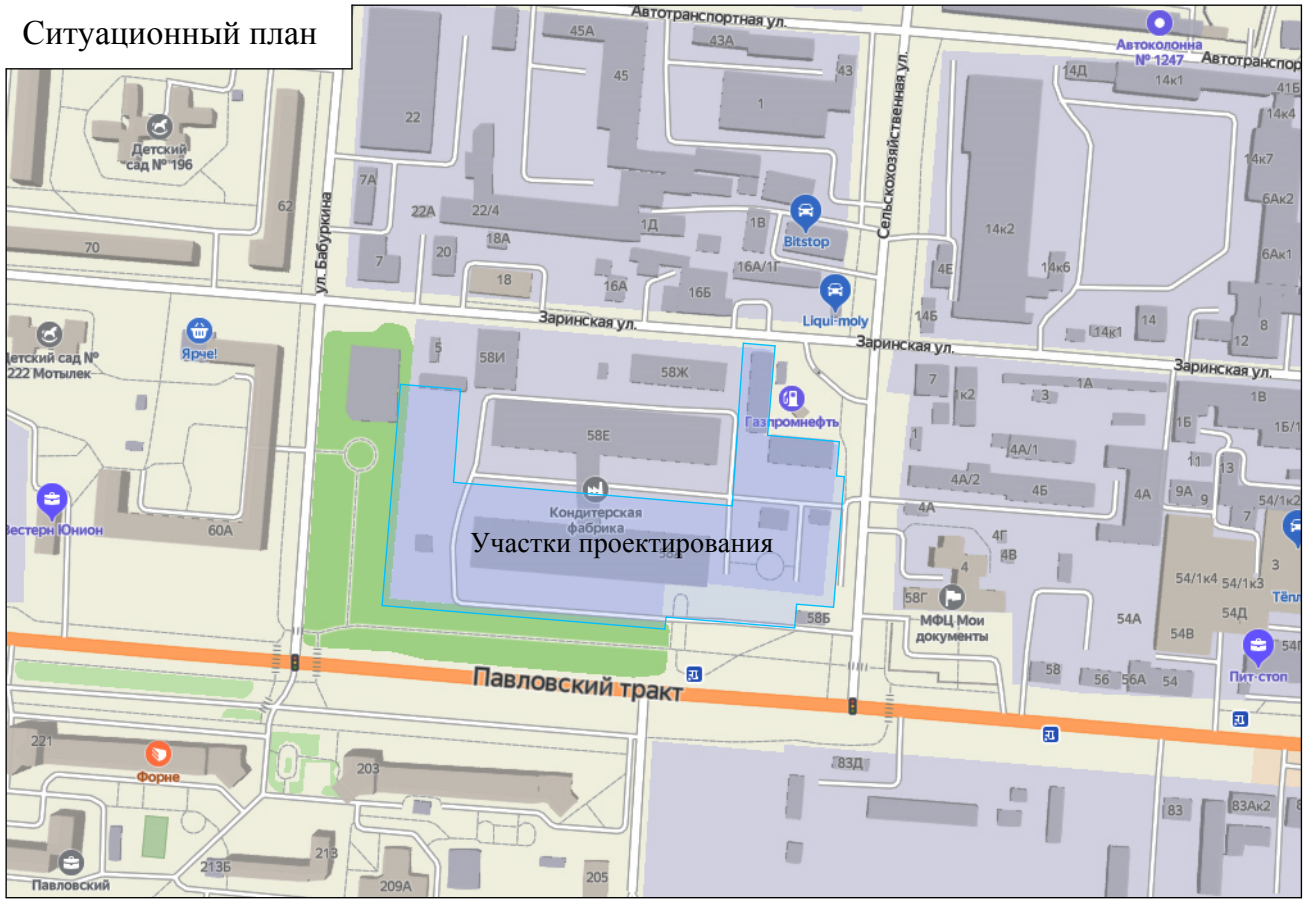 Ситуационный план
Автотранспортная ул.
45А
43А
45
43
1
22
Автоколонна
№ 1247
Автотранспор
14Д
14к1
41Б
14к4
14к7
6Ак2
6Ак1
Сельскохозяйственная ул.
Детский
сад № 196
62
70
ул. Бабуркина
7А
22А
22/4
1Д
1В
Bitstop
14к2
7
20
18А
18
16А
16Б
16А/1Г
Liqui-moly
4Е
14к6
14Б
14к1
14
8
12
Заринская ул.
Заринская ул.
Заринская ул.
Детский сад №
222 Мотылек
Ярче!
5
58И
58Ж
Газпромнефть
7
1к2
3
1А
1В
1
1Б
1Б/1
58Е
4А/1
4А/2
4Б
4А
11
13
9А
9
7
54/1к2
Кондитерская
фабрика
Участки проектирования
Вестерн Юнион
60А
4А
4Г
4В
4
58Г
МФЦ Мои
документы
58Б
54А
54/1к4
54/1к3
3
54Д
54В
Тёпл
54Г
58
56
56А
54
Пит-стоп
Павловский тракт
221
Форне
203
83Д
83
83Ак2
8
213
213Б
209А
205
Павловский